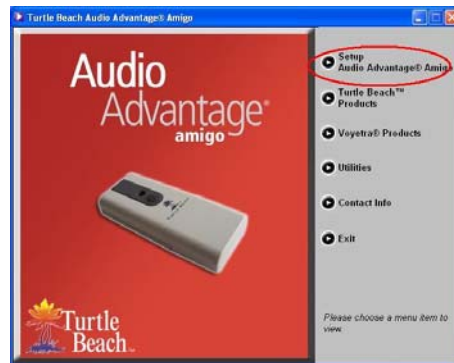 Turtle Beach Audio Advantage® Amigo
Audio
Advantage®
amigo
Turtle
Beach™
Setup
Audio Advantage® Amigo
Turtle Beach™
Products
Voyetra® Products
Utilities
Contact Info
Exit
Please choose a menu item to
view.